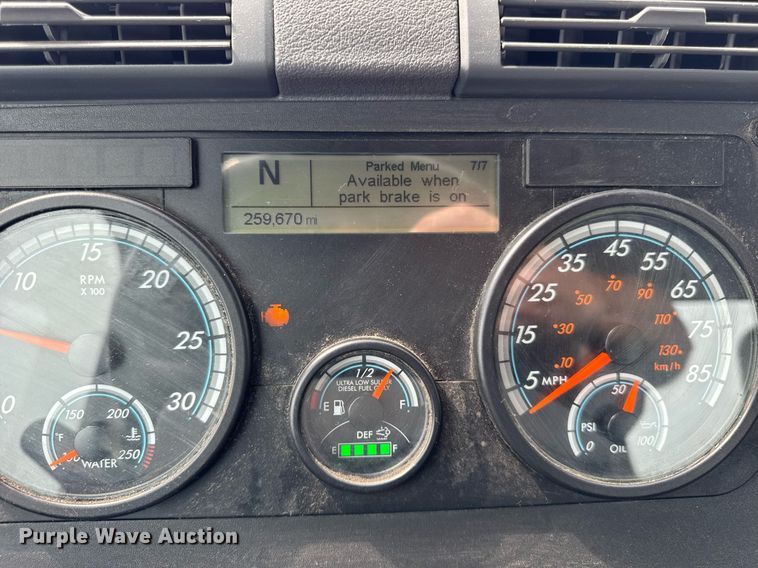 N
Parked Menu 7/7
Available when
park brake is on
259,670 mi
0 10 15 20 25 30
RPM
X 100
°F 100 150 200 250
WATER
E 1/2 F
ULTRA LOW SULFUR
DIESEL FUEL ONLY
DEF
E F
5 15 25 35 45 55 65 75 85
MPH
10 30 50 70 90 110 130
km/h
0 50 100
PSI
OIL
Purple Wave Auction®